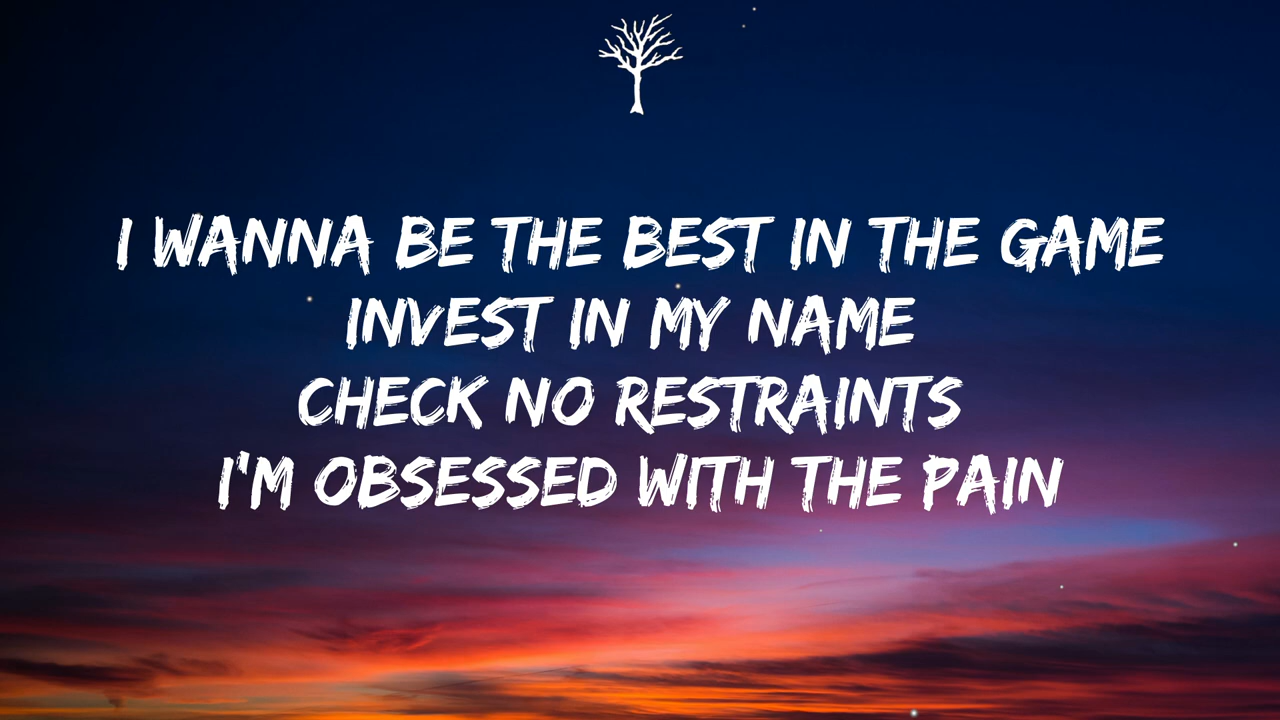 I WANNA BE THE BEST IN THE GAME
INVEST IN MY NAME
CHECK NO RESTRAINTS
I'M OBSESSED WITH THE PAIN